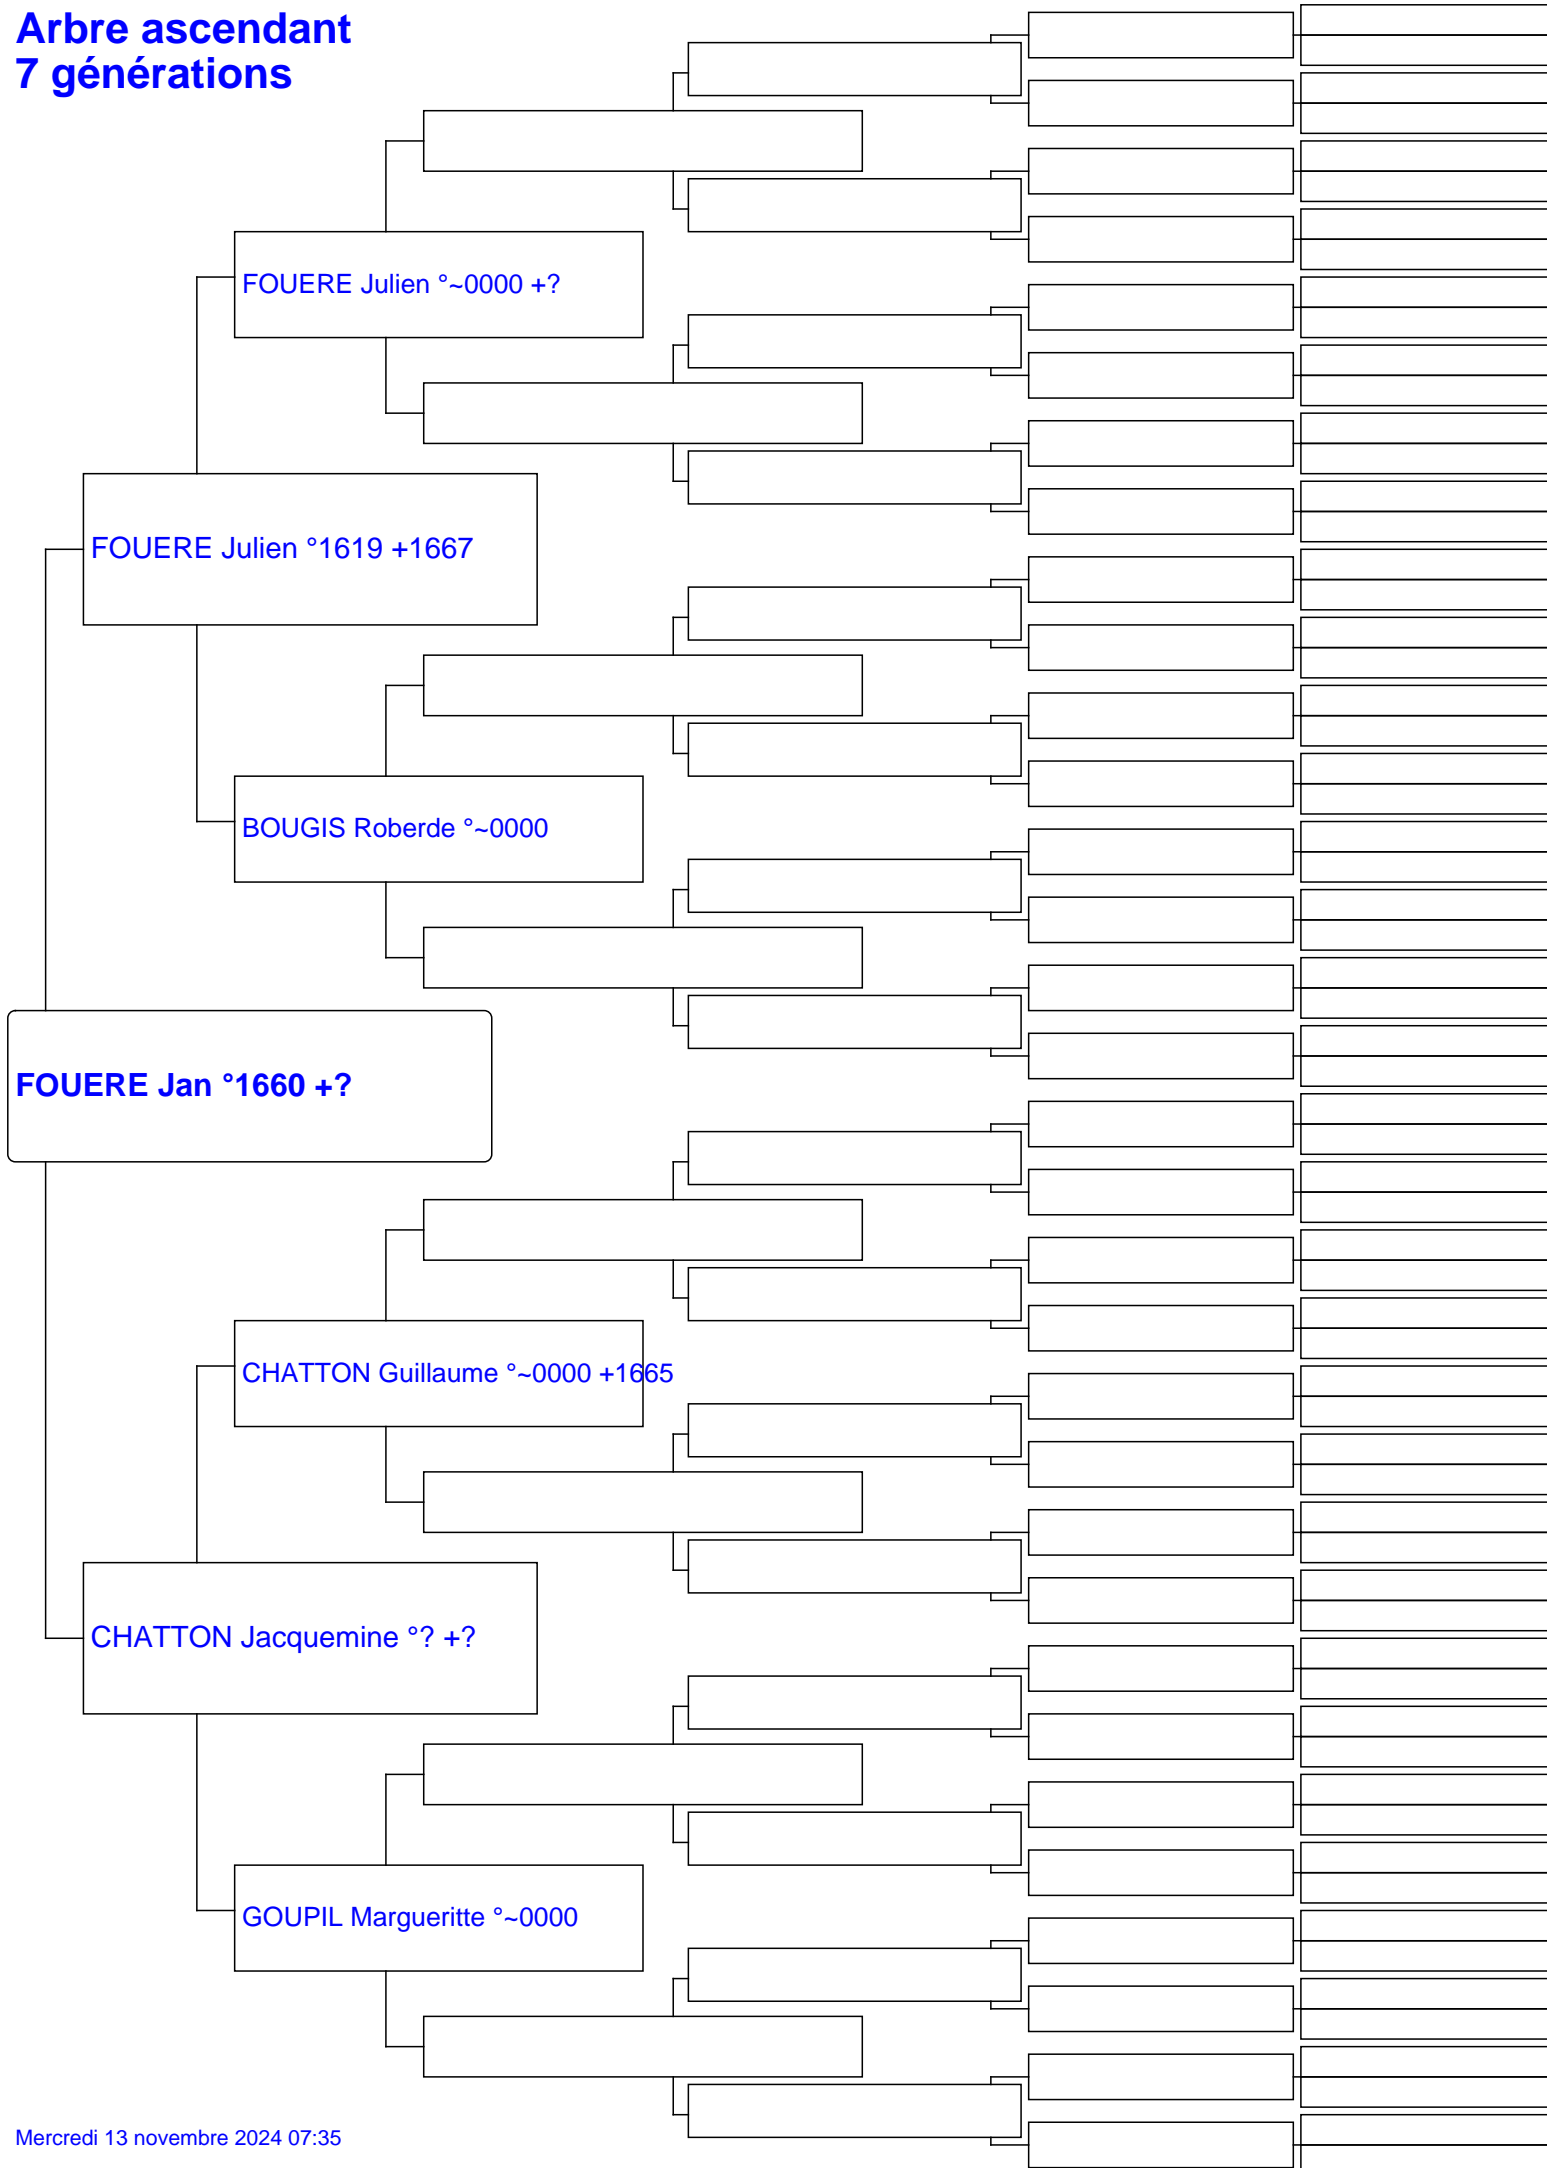 Arbre ascendant
7 générations
FOUERE Julien °~0000 +?
FOUERE Julien °1619 +1667
BOUGIS Roberde °~0000
FOUERE Jan °1660 +?
CHATTON Guillaume °~0000 +1665
CHATTON Jacquemine °? +?
GOUPIL Margueritte °~0000
Mercredi 13 novembre 2024 07:35